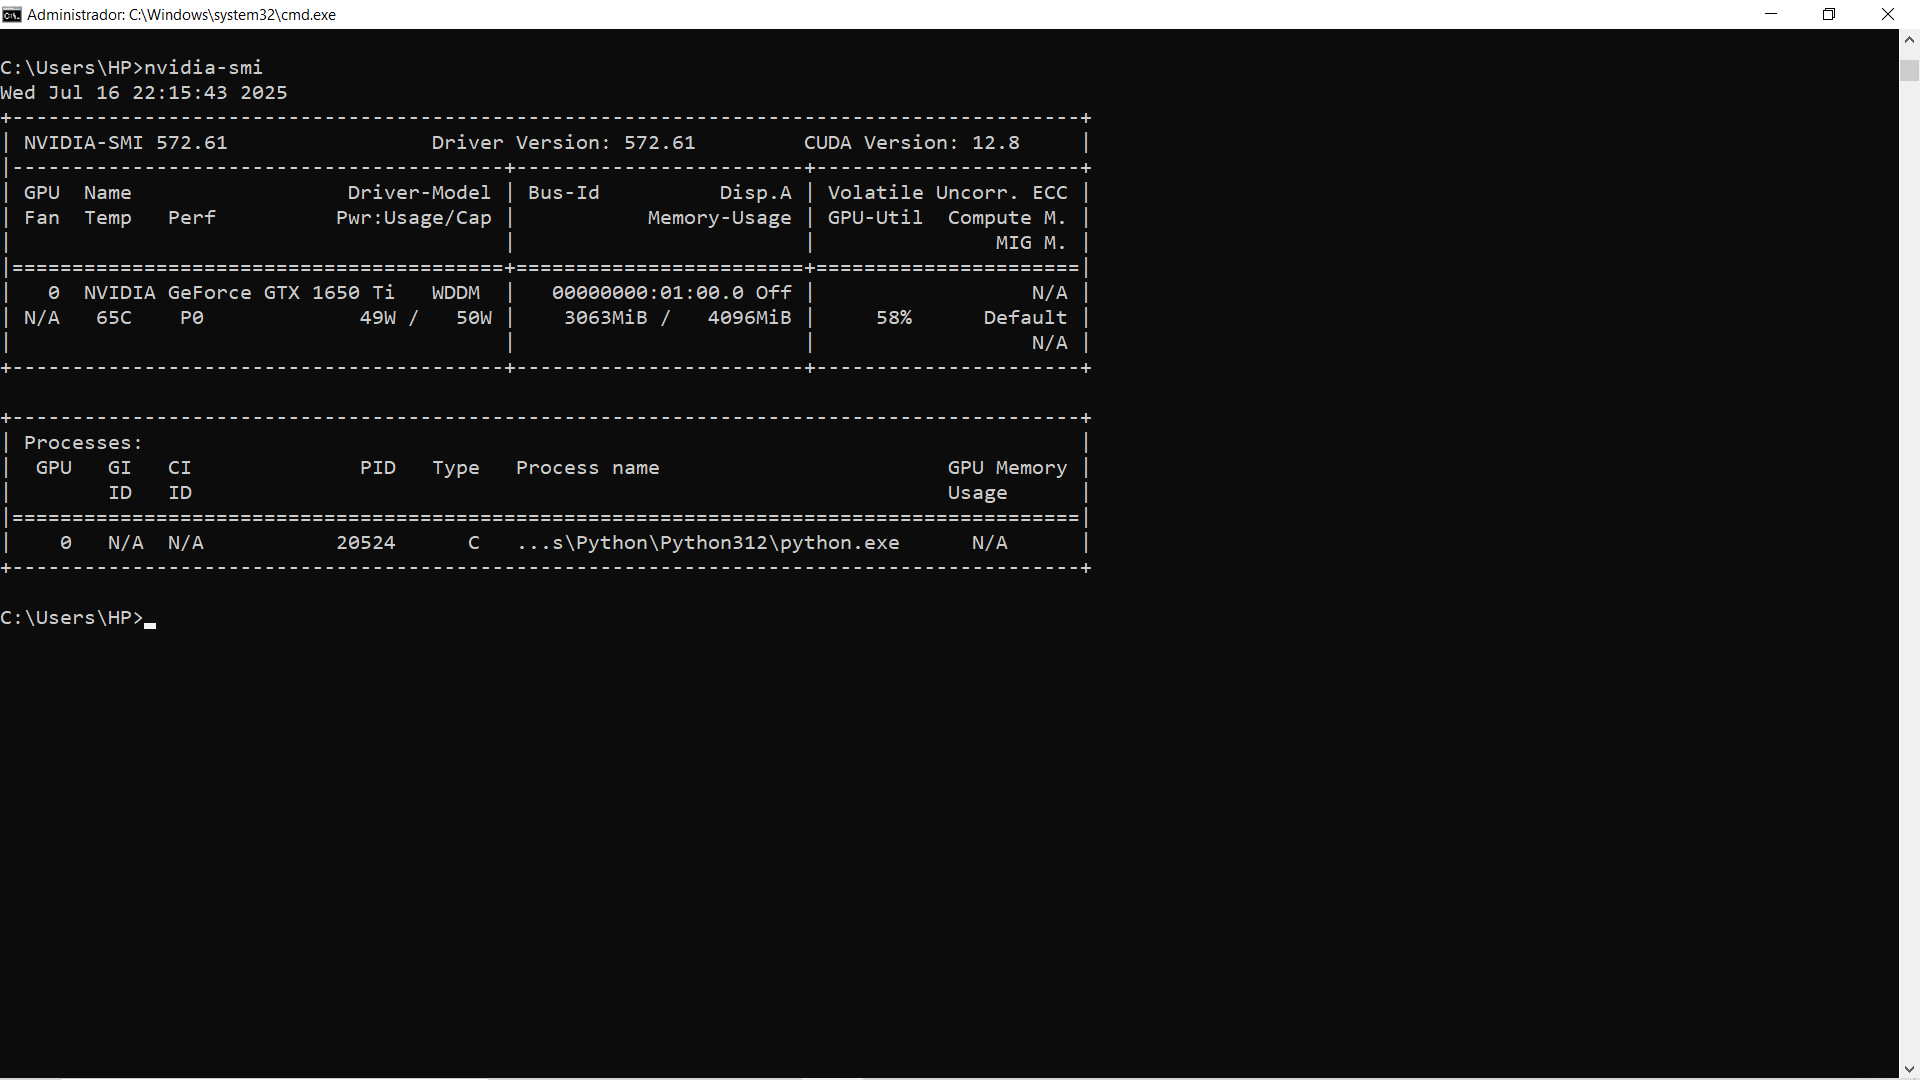 Administrador: C:\Windows\system32\cmd.exe
C:\Users\HP>nvidia-smi
Wed Jul 16 22:15:43 2025
+-----------------------------------------------------------------------------------------+
| NVIDIA-SMI 572.61                 Driver Version: 572.61         CUDA Version: 12.8     |
|-----------------------------------------+------------------------+----------------------+
| GPU  Name                  Driver-Model | Bus-Id          Disp.A | Volatile Uncorr. ECC |
| Fan  Temp   Perf          Pwr:Usage/Cap |           Memory-Usage | GPU-Util  Compute M. |
|                                         |                        |               MIG M. |
|=========================================+========================+======================|
|   0  NVIDIA GeForce GTX 1650 Ti   WDDM  |   00000000:01:00.0 Off |                  N/A |
| N/A   65C    P0             49W /   50W |    3063MiB /   4096MiB |     58%      Default |
|                                         |                        |                  N/A |
+-----------------------------------------+------------------------+----------------------+
+-----------------------------------------------------------------------------------------+
| Processes:                                                                              |
|  GPU   GI   CI              PID   Type   Process name                        GPU Memory |
|        ID   ID                                                               Usage      |
|=========================================================================================|
|    0   N/A  N/A           20524      C   ...s\Python\Python312\python.exe      N/A      |
+-----------------------------------------------------------------------------------------+
C:\Users\HP>